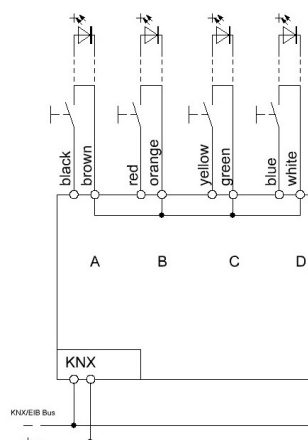 black
brown
red
orange
yellow
green
blue
white
A B C D
KNX
KNX/EIB Bus